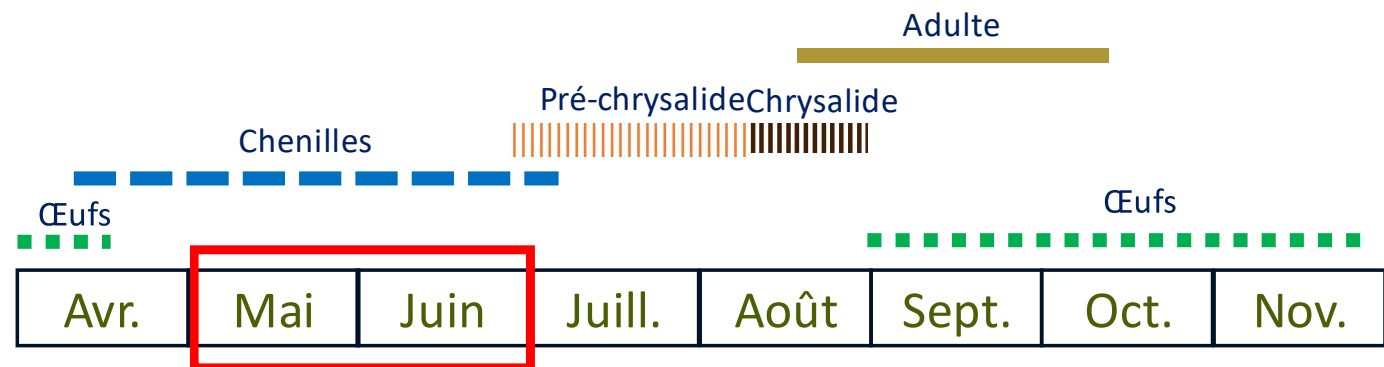 Adulte
Pré-chrysalide Chrysalide
Chenilles
Œufs Œufs
Avr. Mai Juin Juill. Août Sept. Oct. Nov.